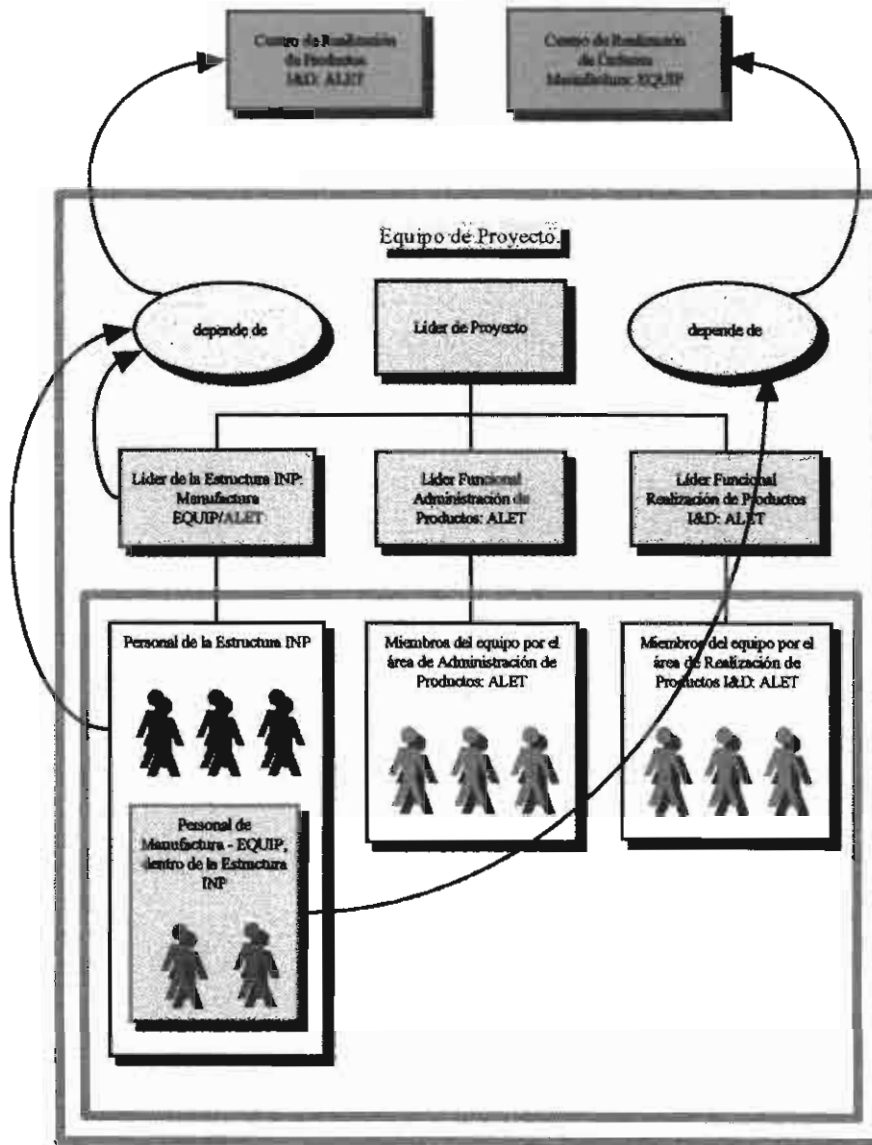 Centro de Realización
de Productos
I&D: ALET
Centro de Realización
de Órdenes
Manufactura: EQUIP
Equipo de Proyecto.
depende de
Líder de Proyecto
depende de
Líder de la Estructura INP:
Manufactura
EQUIP/ALET
Líder Funcional
Administración de
Productos: ALET
Líder Funcional
Realización de Productos
I&D: ALET
Personal de la Estructura INP
Miembros del equipo por el
área de Administración de
Productos: ALET
Miembros del equipo por el
área de Realización de
Productos I&D: ALET
Personal de
Manufactura - EQUIP,
dentro de la Estructura
INP